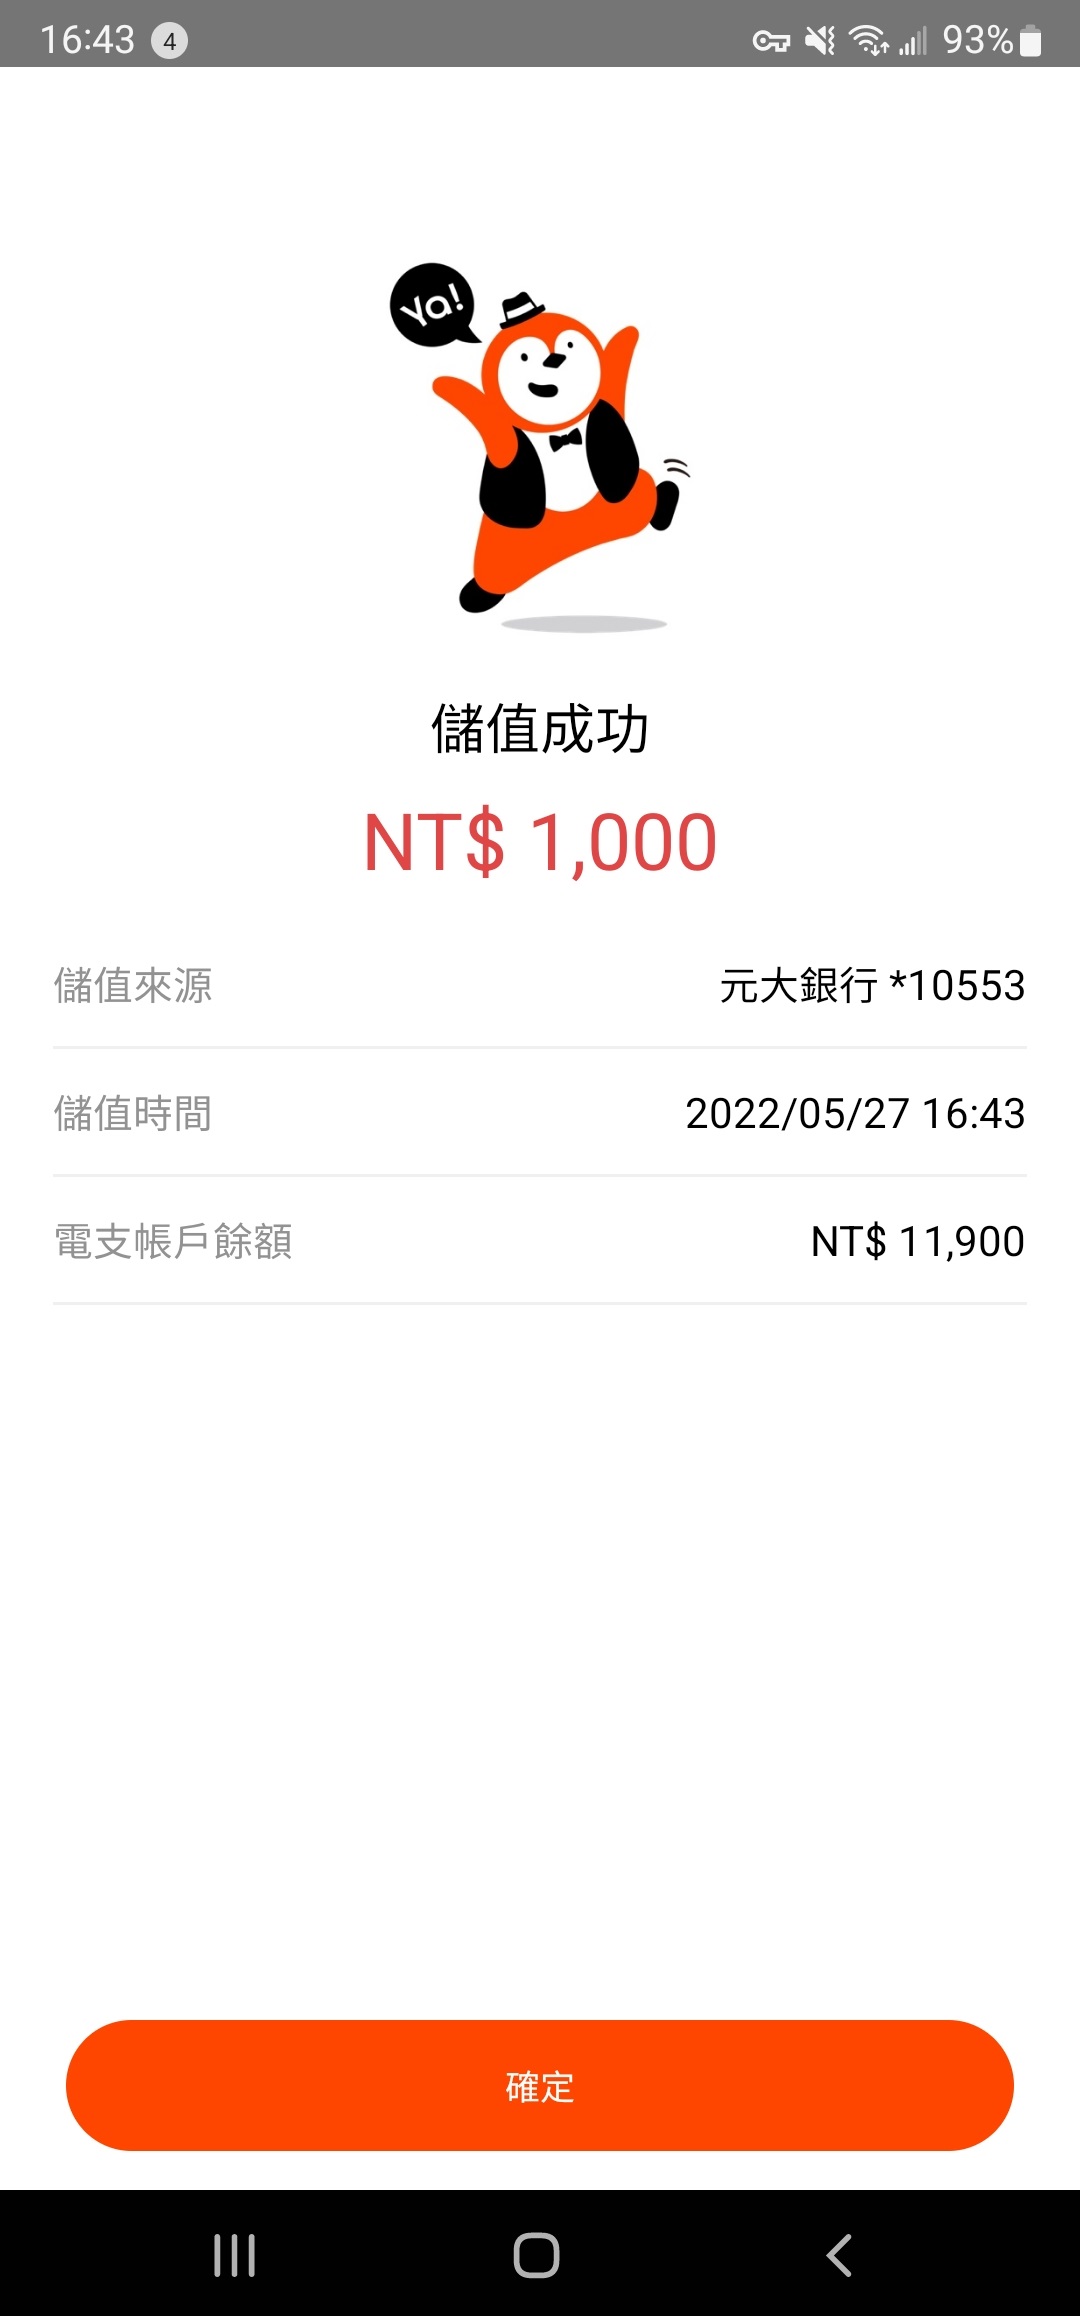 16:43 4 93%
Ya!
儲值成功
NT$ 1,000
儲值來源 元大銀行 *10553
儲值時間 2022/05/27 16:43
電支帳戶餘額 NT$ 11,900
確定